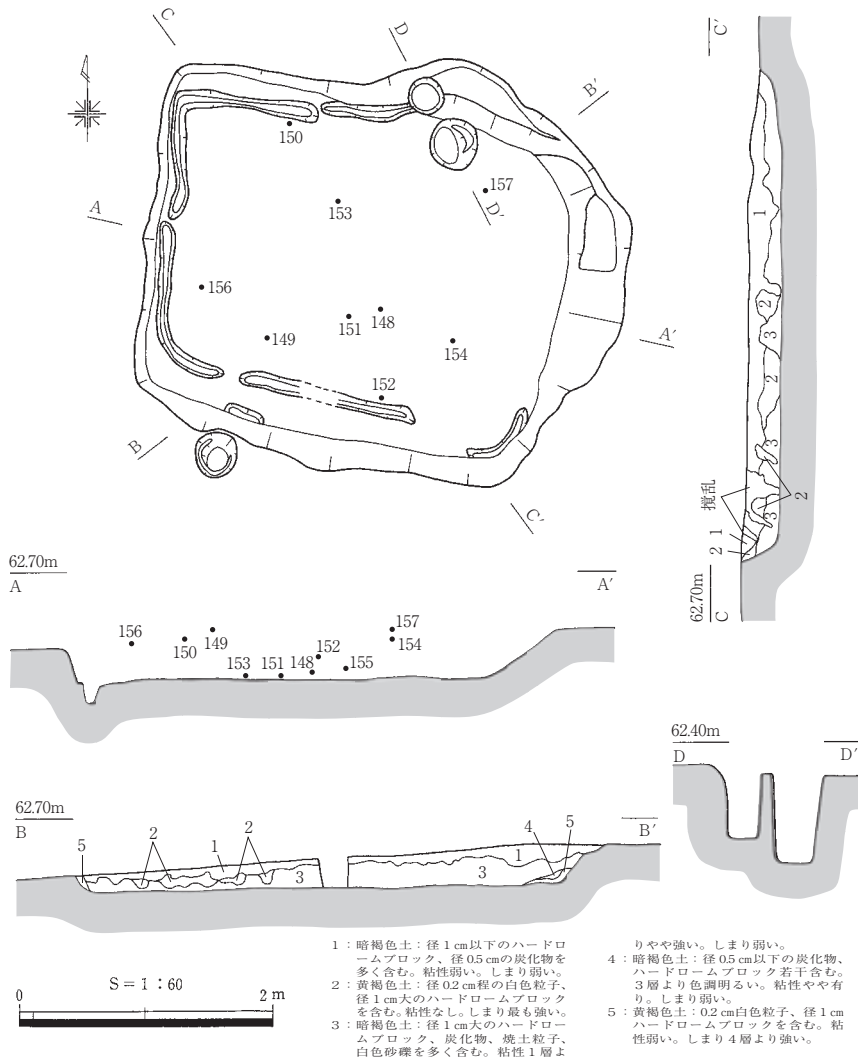 C
D
B′
C′
150
157
153
D′
A
1
156
2
148
151
149
3
154
A′
2
152
3
B
2
攪乱
3
C′
1
2
62.70m
62.70m
A
A′
C
157
156
149
150
154
152
148
155
153
151
62.40m
D
D′
62.70m
B
B′
4
5
2
2
1
5
1
3
3
1：暗褐色土：径1cm以下のハードロ
ームブロック、径0.5cmの炭化物を
多く含む。粘性弱い。しまり弱い。
2：黄褐色土：径0.2cm程の白色粒子、
径1cm大のハードロームブロック
を含む。粘性なし。しまり最も強い。
3：暗褐色土：径1cm大のハードロー
ムブロック、炭化物、焼土粒子、
白色砂礫を多く含む。粘性1層よ
りやや強い。しまり弱い。
4：暗褐色土：径0.5cm以下の炭化物、
ハードロームブロック若干含む。
3層より色調明るい。粘性やや有
り。しまり弱い。
5：黄褐色土：0.2cm白色粒子、径1cm
ハードロームブロックを含む。粘
性弱い。しまり4層より強い。
S＝1：60
0
2m